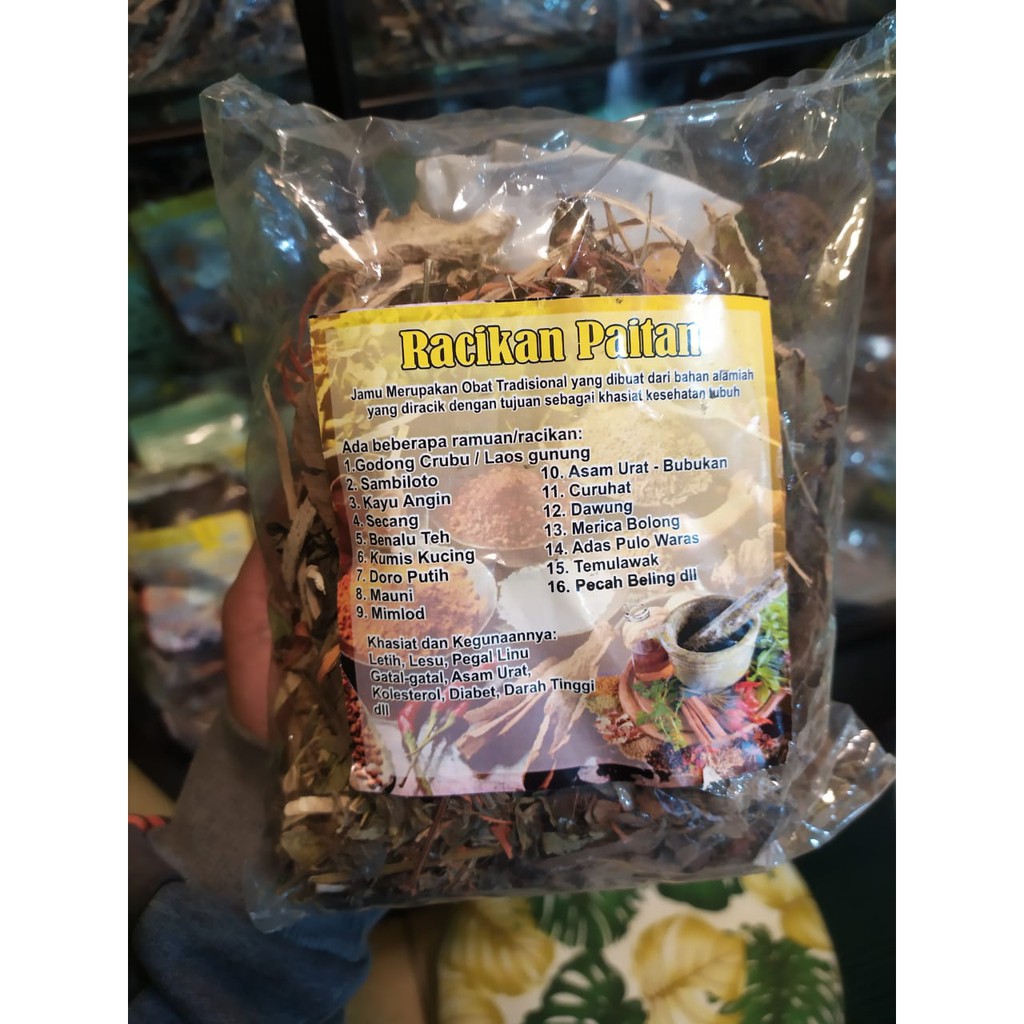 Racikan Paitan
Jamu Merupakan Obat Tradisional yang dibuat dari bahan alamiah
yang diracik dengan tujuan sebagai khasiat kesehatan tubuh
Ada beberapa ramuan/racikan:
1.Godong Crubu / Laos gunung
2. Sambiloto
3. Kayu Angin
4. Secang
5. Benalu Teh
6. Kumis Kucing
7. Doro Putih
8. Mauni
9. Mimlod
10. Asam Urat - Bubukan
11. Curuhat
12. Dawung
13. Merica Bolong
14. Adas Pulo Waras
15. Temulawak
16. Pecah Beling dll
Khasiat dan Kegunaannya:
Letih, Lesu, Pegal Linu
Gatal-gatal, Asam Urat,
Kolesterol, Diabet, Darah Tinggi
dll